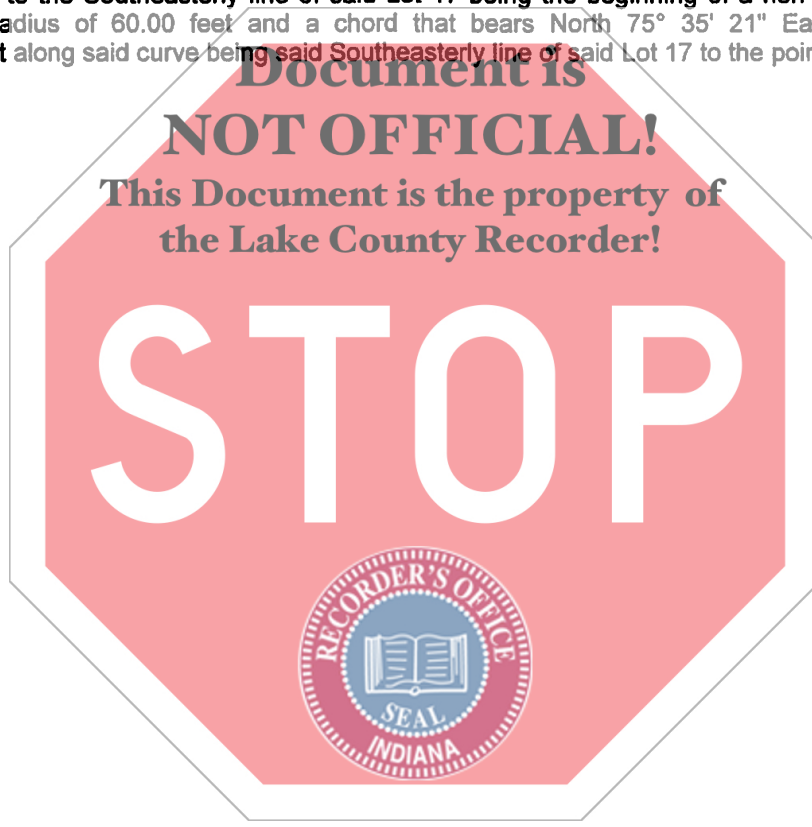 to the Southeasterly line of said Lot 17 being the beginning of a
adius of 60.00 feet and a chord that bears North 75° 35' 21" Ea
t along said curve being said Southeasterly line of said Lot 17 to the poin
Document is
NOT OFFICIAL!
This Document is the property of
the Lake County Recorder!
STOP
RECORDER'S OFFICE
SEAL
INDIANA